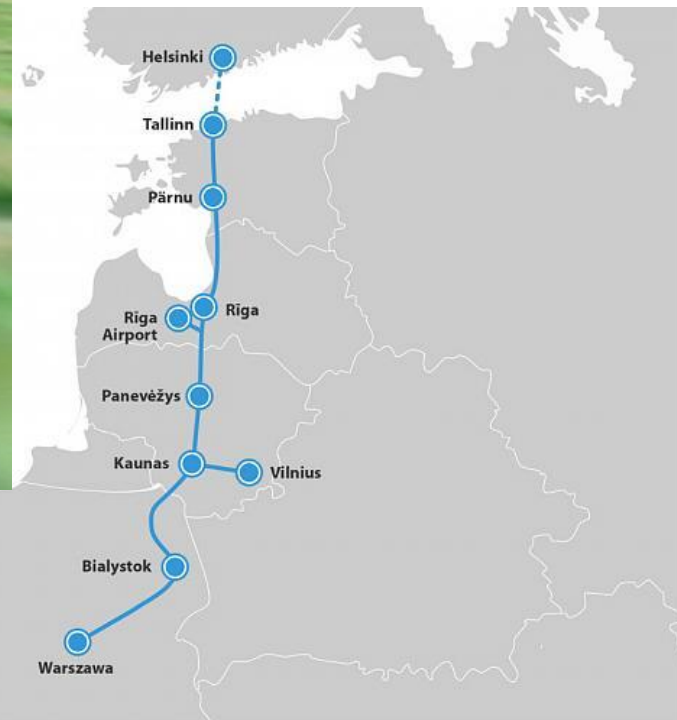 Helsinki
Tallinn
Pärnu
Rīga
Rīga
Airport
Panevėžys
Kaunas
Vilnius
Bialystok
Warszawa